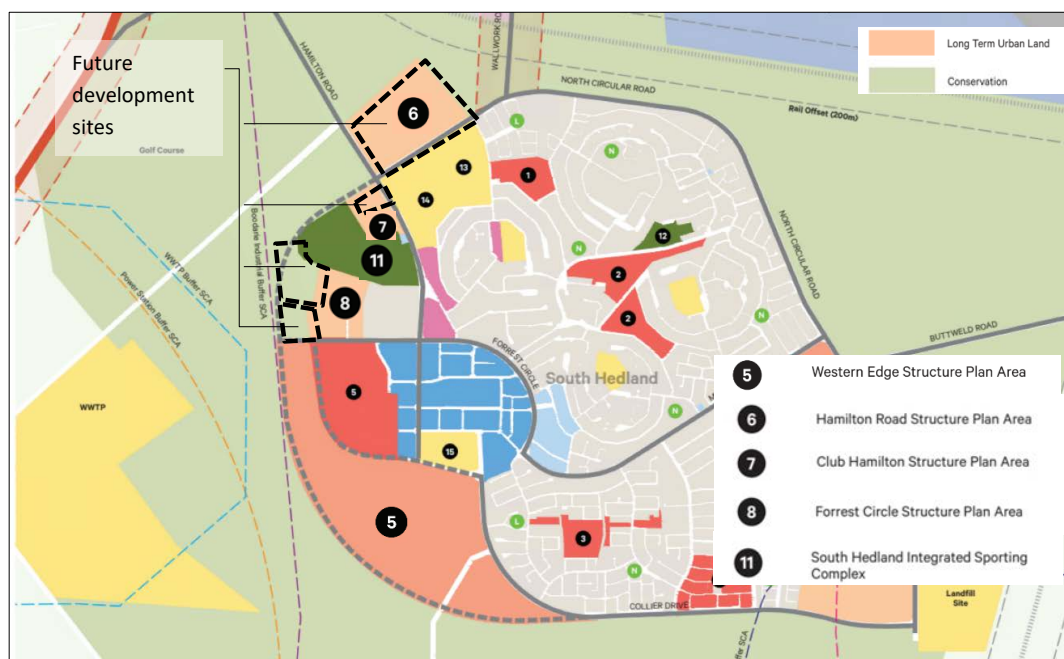 Future
development
sites
Golf Course
HAMILTON ROAD
WALLWORK RO
NORTH CIRCULAR ROAD
Long Term Urban Land
Conservation
Rail Offset (200m)
6
L
N
13
1
14
7
12
11
N
2
NORTH CIRCULAR ROAD
Boodarie Industrial Buffer SCA
WWTP Buffer SCA
Power Station Buffer SCA
8
2
N
BUTTWELD ROAD
FORREST CIRCLE
South Hedland
WWTP
5
N
15
5
L
3
N
COLLIER DRIVE
5 Western Edge Structure Plan Area
6 Hamilton Road Structure Plan Area
7 Club Hamilton Structure Plan Area
8 Forrest Circle Structure Plan Area
11 South Hedland Integrated Sporting
Complex
Landfill
Site
Buffer SCA